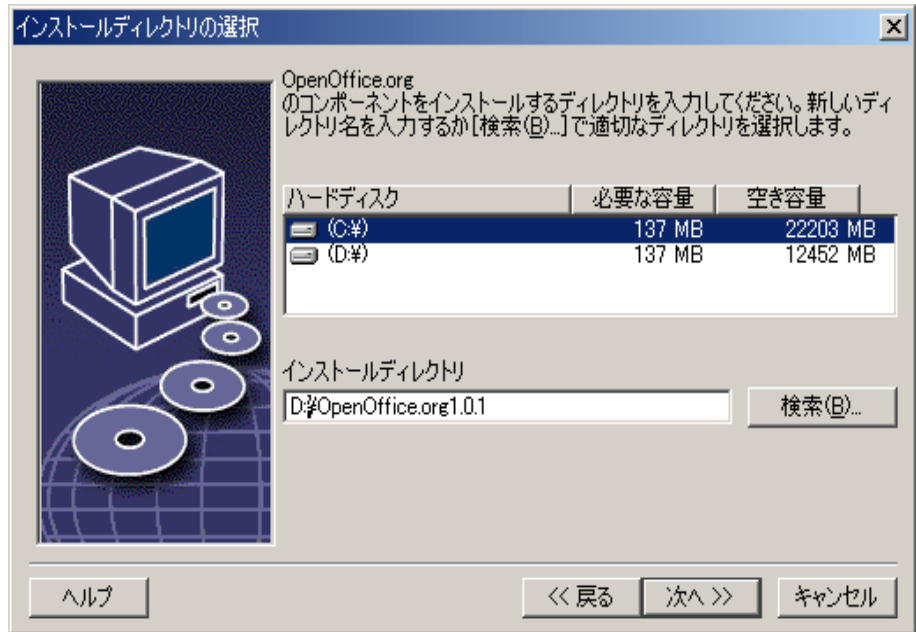 インストールディレクトリの選択
OpenOffice.org
のコンポーネントをインストールするディレクトリを入力してください。新しいディ
レクトリ名を入力するか[検索(B)...]で適切なディレクトリを選択します。
ハードディスク 必要な容量 空き容量
(C:¥) 137 MB 22203 MB
(D:¥) 137 MB 12452 MB
インストールディレクトリ
D:¥OpenOffice.org1.0.1 検索(B)...
ヘルプ << 戻る 次へ >> キャンセル